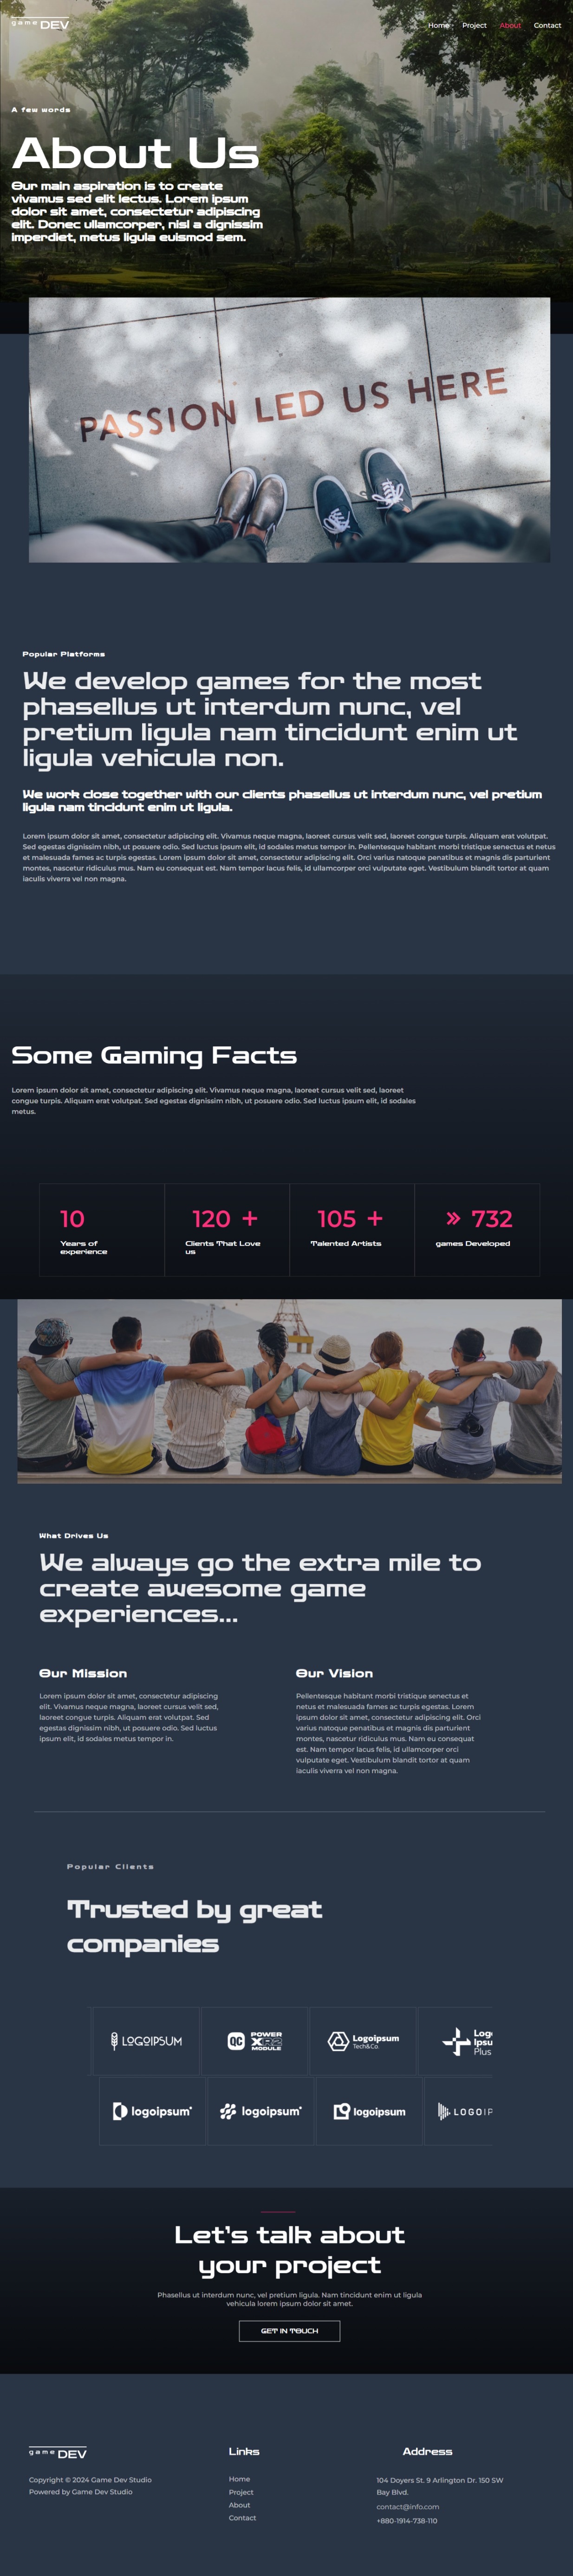 game DEV
Home Project About Contact
A few words
About Us
Our main aspiration is to create
vivamus sed elit lectus. Lorem ipsum
dolor sit amet, consectetur adipiscing
elit. Donec ullamcorper, nisl a dignissim
imperdiet, metus ligula euismod sem.
PASSION LED US HERE
Popular Platforms
We develop games for the most
phasellus ut interdum nunc, vel
pretium ligula nam tincidunt enim ut
ligula vehicula non.
We work close together with our clients phasellus ut interdum nunc, vel pretium
ligula nam tincidunt enim ut ligula.
Lorem ipsum dolor sit amet, consectetur adipiscing elit. Vivamus neque magna, laoreet cursus velit sed, laoreet congue turpis. Aliquam erat volutpat.
Sed egestas dignissim nibh, ut posuere odio. Sed luctus ipsum elit, id sodales metus tempor in. Pellentesque habitant morbi tristique senectus et netus
et malesuada fames ac turpis egestas. Lorem ipsum dolor sit amet, consectetur adipiscing elit. Orci varius natoque penatibus et magnis dis parturient
montes, nascetur ridiculus mus. Nam eu consequat est. Nam tempor lacus felis, id ullamcorper orci vulputate eget. Vestibulum blandit tortor at quam
iaculis viverra vel non magna.
Some Gaming Facts
Lorem ipsum dolor sit amet, consectetur adipiscing elit. Vivamus neque magna, laoreet cursus velit sed, laoreet
congue turpis. Aliquam erat volutpat. Sed egestas dignissim nibh, ut posuere odio. Sed luctus ipsum elit, id sodales
metus.
10
Years of
experience
120 +
Clients That Love
us
105 +
Talented Artists
» 732
games Developed
What Drives Us
We always go the extra mile to
create awesome game
experiences...
Our Mission
Lorem ipsum dolor sit amet, consectetur adipiscing
elit. Vivamus neque magna, laoreet cursus velit sed,
laoreet congue turpis. Aliquam erat volutpat. Sed
egestas dignissim nibh, ut posuere odio. Sed luctus
ipsum elit, id sodales metus tempor in.
Our Vision
Pellentesque habitant morbi tristique senectus et
netus et malesuada fames ac turpis egestas. Lorem
ipsum dolor sit amet, consectetur adipiscing elit. Orci
varius natoque penatibus et magnis dis parturient
montes, nascetur ridiculus mus. Nam eu consequat
est. Nam tempor lacus felis, id ullamcorper orci
vulputate eget. Vestibulum blandit tortor at quam
iaculis viverra vel non magna.
Popular Clients
Trusted by great
companies
LOGOIPSUM
QC POWER
XR2
MODULE
Logoipsum
Tech&Co.
Log
Ipsu
Plus
logoipsum
logoipsum
logoipsum
LOGOIP
Let's talk about
your project
Phasellus ut interdum nunc, vel pretium ligula. Nam tincidunt enim ut ligula
vehicula lorem ipsum dolor sit amet.
GET IN TOUCH
game DEV
Copyright © 2024 Game Dev Studio
Powered by Game Dev Studio
Links
Home
Project
About
Contact
Address
104 Doyers St. 9 Arlington Dr. 150 SW
Bay Blvd.
contact@info.com
+880-1914-738-110